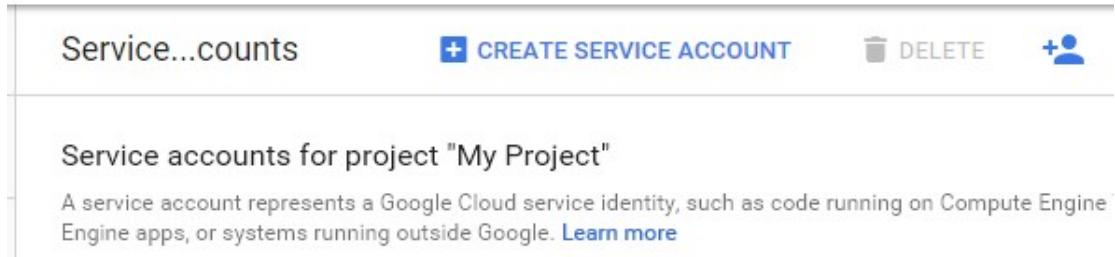 Service...counts
CREATE SERVICE ACCOUNT
DELETE
Service accounts for project "My Project"
A service account represents a Google Cloud service identity, such as code running on Compute Engine
Engine apps, or systems running outside Google. Learn more